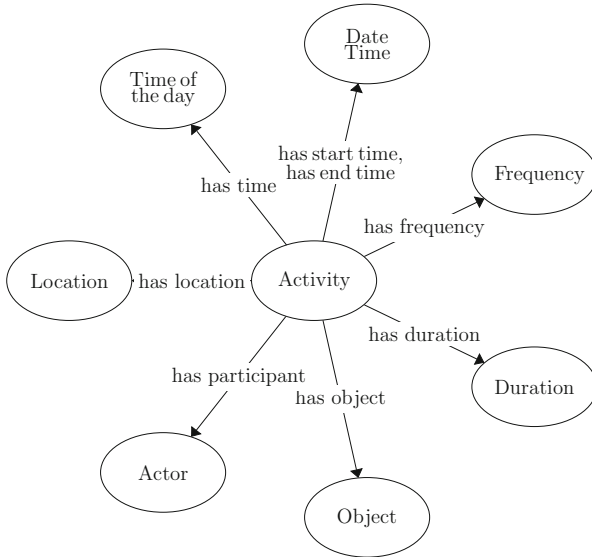 Date
Time
Time of
the day
has start time,
has end time
Frequency
has time
has frequency
Location
has location
Activity
has duration
has participant
has object
Duration
Actor
Object